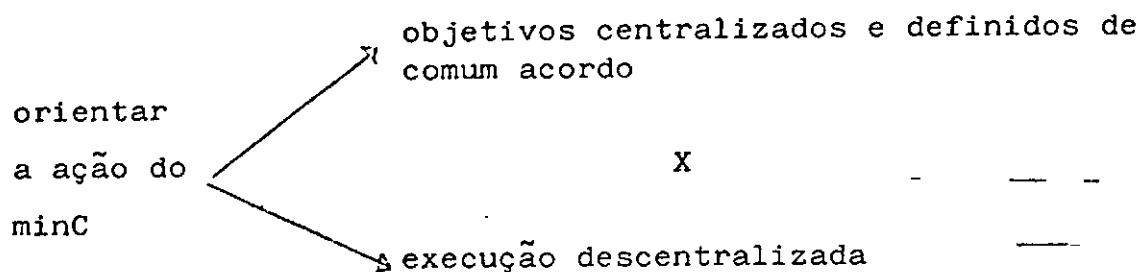 objetivos centralizados e definidos de
comum acordo
orientar
a ação do
minC
X
execução descentralizada